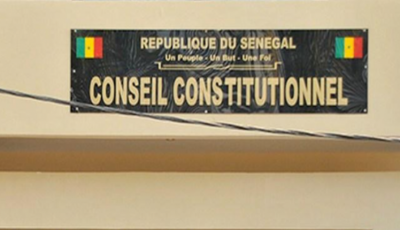 REPUBLIQUE DU SENEGAL
Un Peuple - Un But - Une Foi
CONSEIL CONSTITUTIONNEL